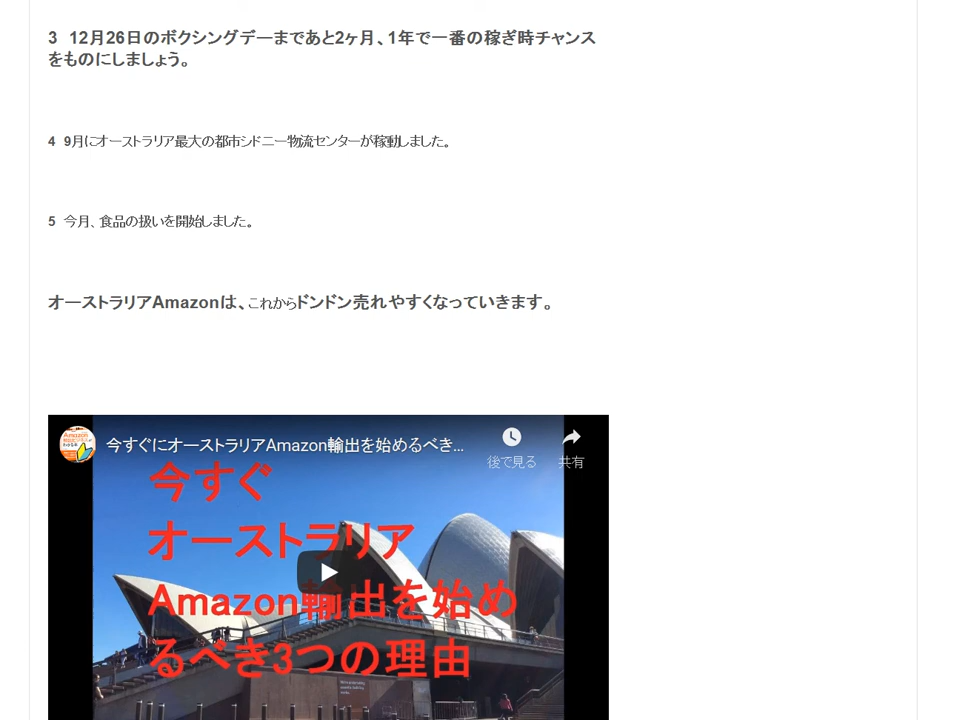 3 12月26日のボクシングデーまであと2ヶ月、1年で一番の稼ぎ時チャンス
をものにしましょう。
4 9月にオーストラリア最大の都市シドニー物流センターが稼動しました。
5 今月、食品の扱いを開始しました。
オーストラリアAmazonは、これからドンドン売れやすくなっていきます。
今すぐにオーストラリアAmazon輸出を始めるべき...
後で見る 共有
今すぐ
オーストラリア
Amazon輸出を始め
るべき3つの理由